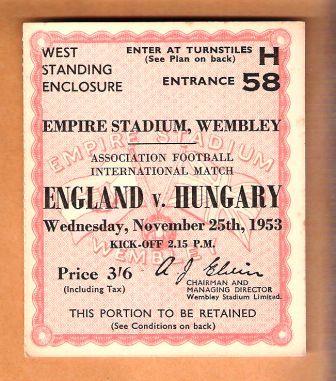 WEST STANDING ENCLOSURE
ENTER AT TURNSTILES H
(See Plan on back)
ENTRANCE 58
EMPIRE STADIUM, WEMBLEY
ASSOCIATION FOOTBALL
INTERNATIONAL MATCH
ENGLAND v. HUNGARY
Wednesday, November 25th, 1953
KICK-OFF 2.15 P.M.
Price 3/6
(Including Tax)
A J Elvin
CHAIRMAN AND
MANAGING DIRECTOR
Wembley Stadium Limited.
THIS PORTION TO BE RETAINED
(See Conditions on back)
EMPIRE STADIUM
WEMBLEY